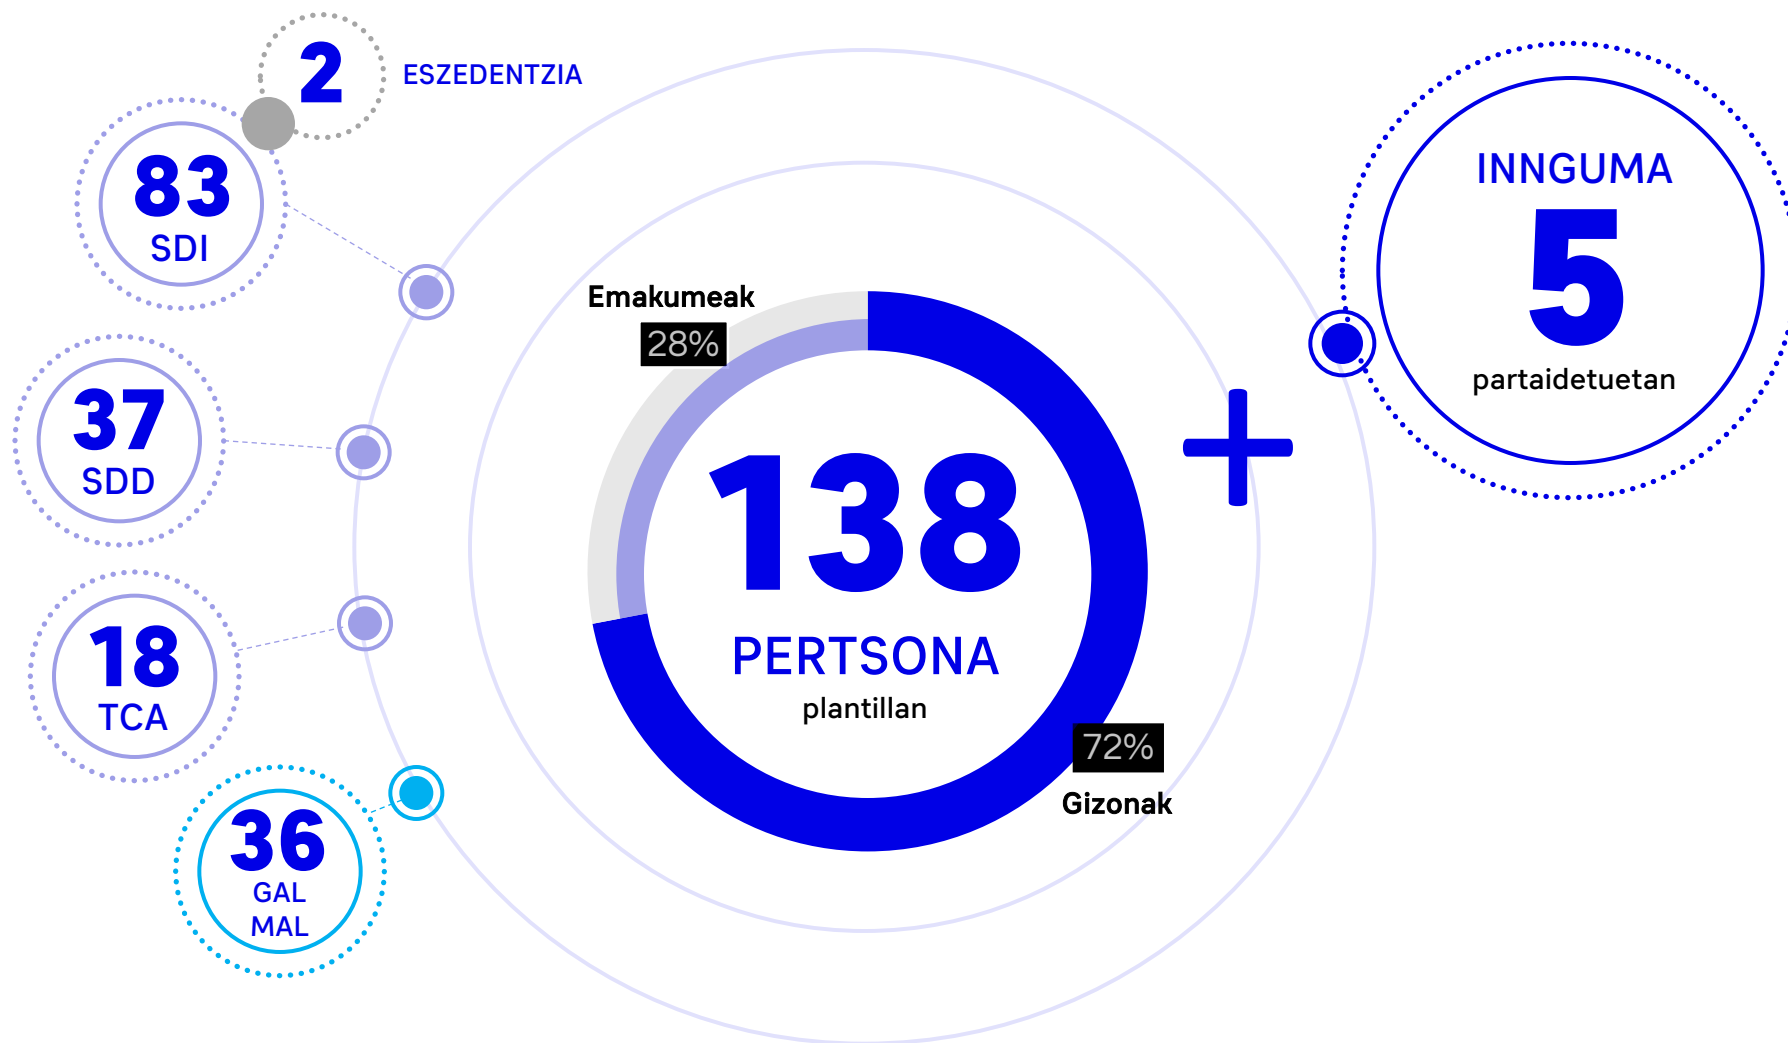 2
ESZEDENTZIA
83
SDI
37
SDD
18
TCA
36
GAL
MAL
Emakumeak
28%
138
PERTSONA
plantillan
72%
Gizonak
INNGUMA
5
partaidetuetan